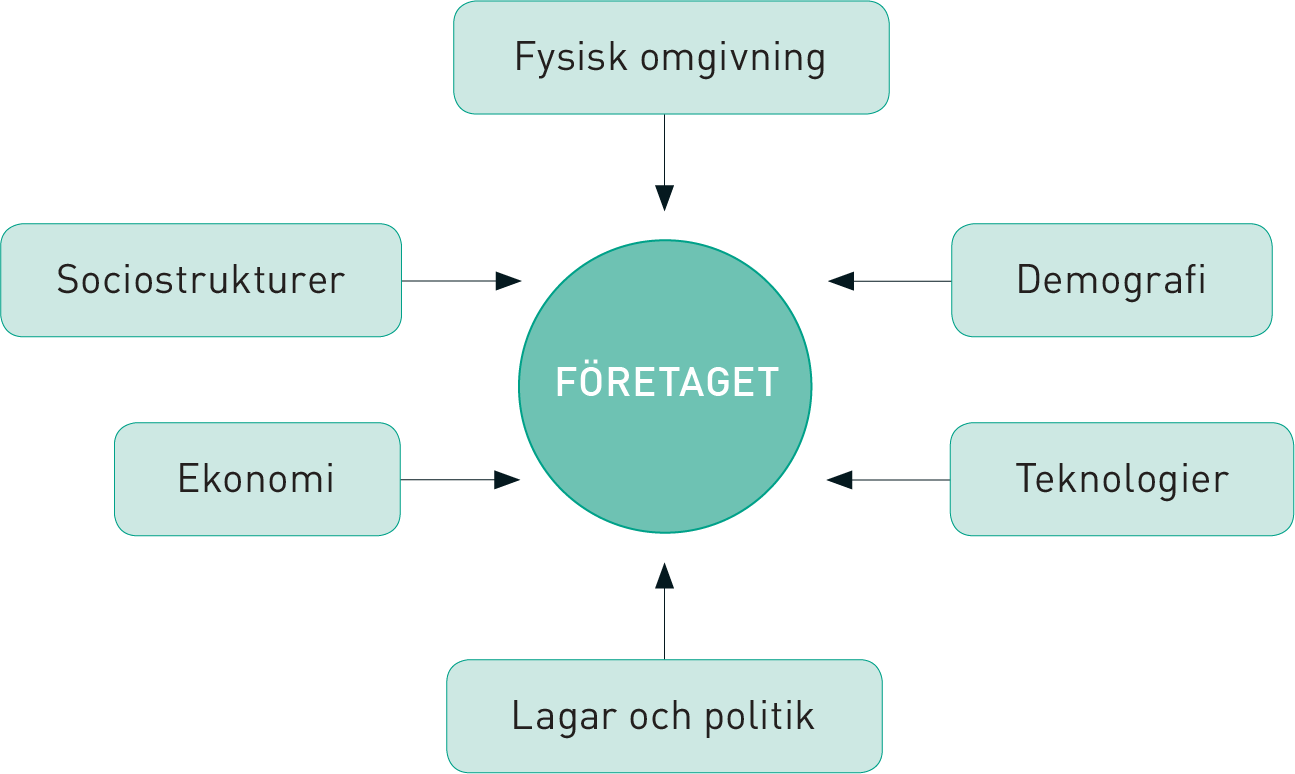 Fysisk omgivning
Sociostrukturer
Demografi
FÖRETAGET
Ekonomi
Teknologier
Lagar och politik